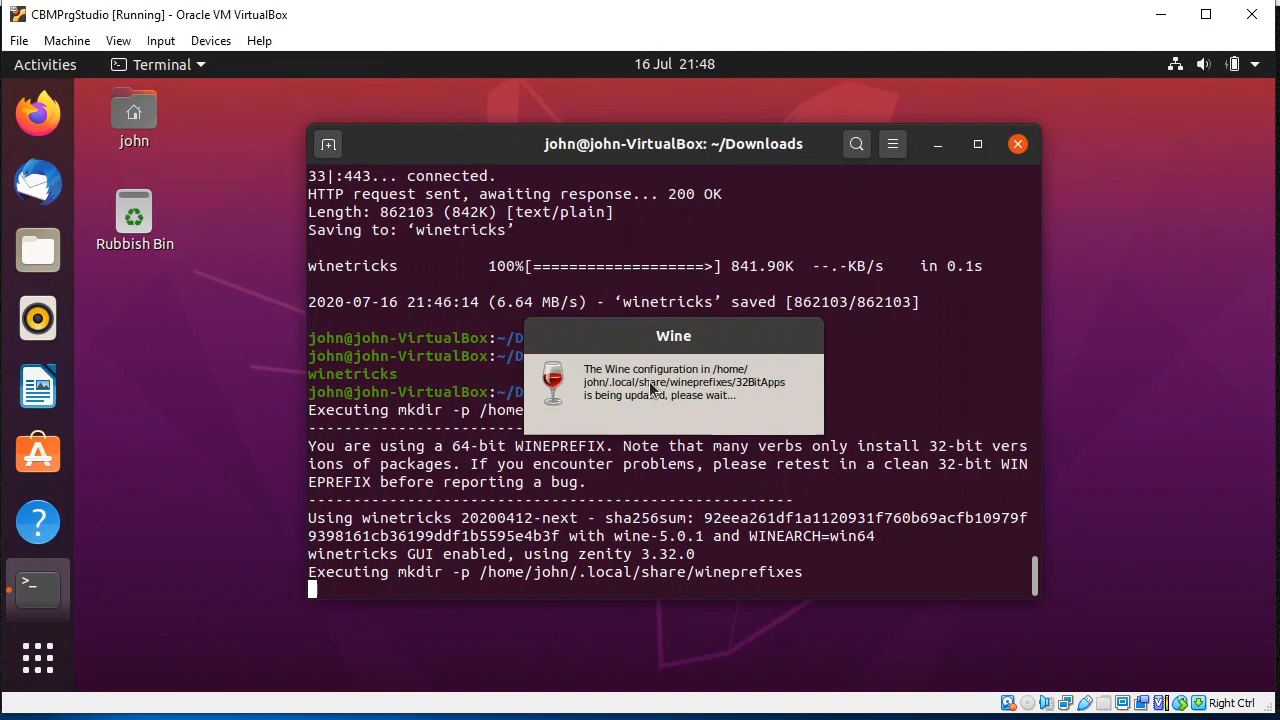 CBMPrgStudio [Running] - Oracle VM VirtualBox
File Machine View Input Devices Help
Activities Terminal 16 Jul 21:48
john
Rubbish Bin
john@john-VirtualBox: ~/Downloads
33|:443... connected.
HTTP request sent, awaiting response... 200 OK
Length: 862103 (842K) [text/plain]
Saving to: ‘winetricks’
winetricks 100%[===================>] 841.90K --.-KB/s in 0.1s
2020-07-16 21:46:14 (6.64 MB/s) - ‘winetricks’ saved [862103/862103]
john@john-VirtualBox:~/D
john@john-VirtualBox:~/D
winetricks
john@john-VirtualBox:~/D
Executing mkdir -p /home
------------------------
You are using a 64-bit WINEPREFIX. Note that many verbs only install 32-bit vers
ions of packages. If you encounter problems, please retest in a clean 32-bit WIN
EPREFIX before reporting a bug.
------------------------------------------------------
Using winetricks 20200412-next - sha256sum: 92eea261df1a1120931f760b69acfb10979f
9398161cb36199ddf1b5595e4b3f with wine-5.0.1 and WINEARCH=win64
winetricks GUI enabled, using zenity 3.32.0
Executing mkdir -p /home/john/.local/share/wineprefixes
Wine
The Wine configuration in /home/
john/.local/share/wineprefixes/32BitApps
is being updated, please wait...
Right Ctrl